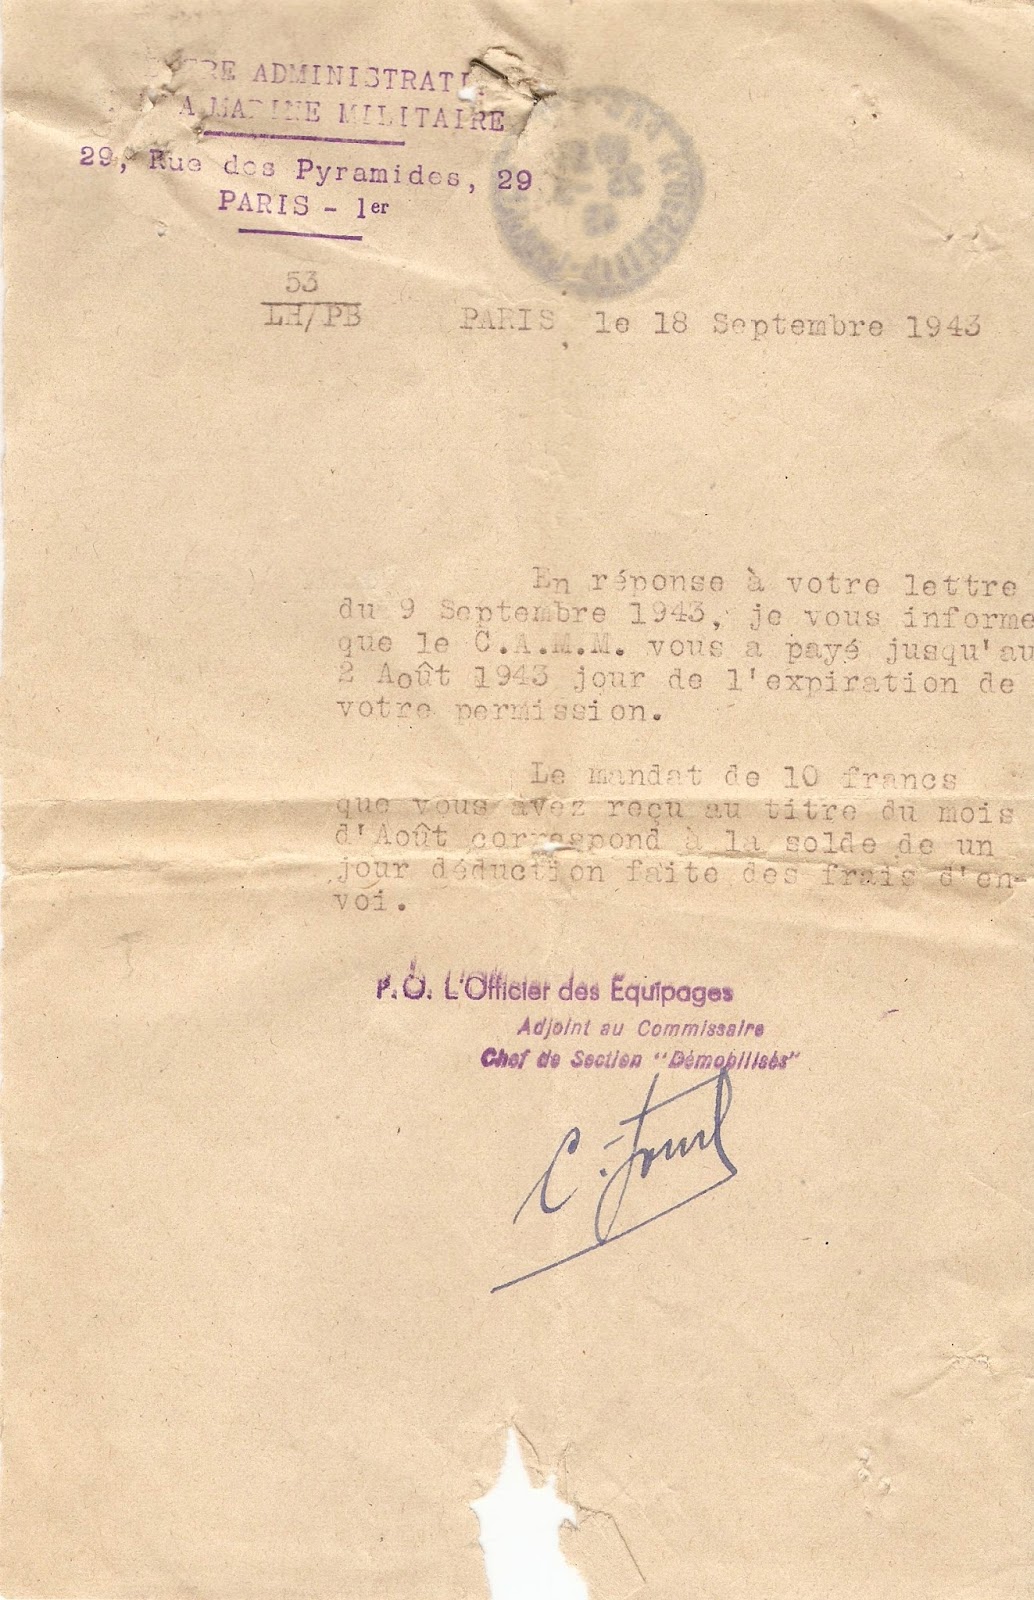 ADMINISTRATI
A MARINE MILITAIRE
29, Rue des Pyramides, 29
PARIS - 1er
53
LH/PB
PARIS, le 18 Septembre 1943
En réponse à votre lettre
du 9 Septembre 1943, je vous informe
que le C.A.M.M. vous a payé jusqu'au
2 Août 1943 jour de l'expiration de
votre permission.
Le mandat de 10 francs
que vous avez reçu au titre du mois
d'Août correspond à la solde de un
jour déduction faite des frais d'en-
voi.
P.O. L'Officier des Equipages
Adjoint au Commissaire
Chef de Section "Démobilisés"